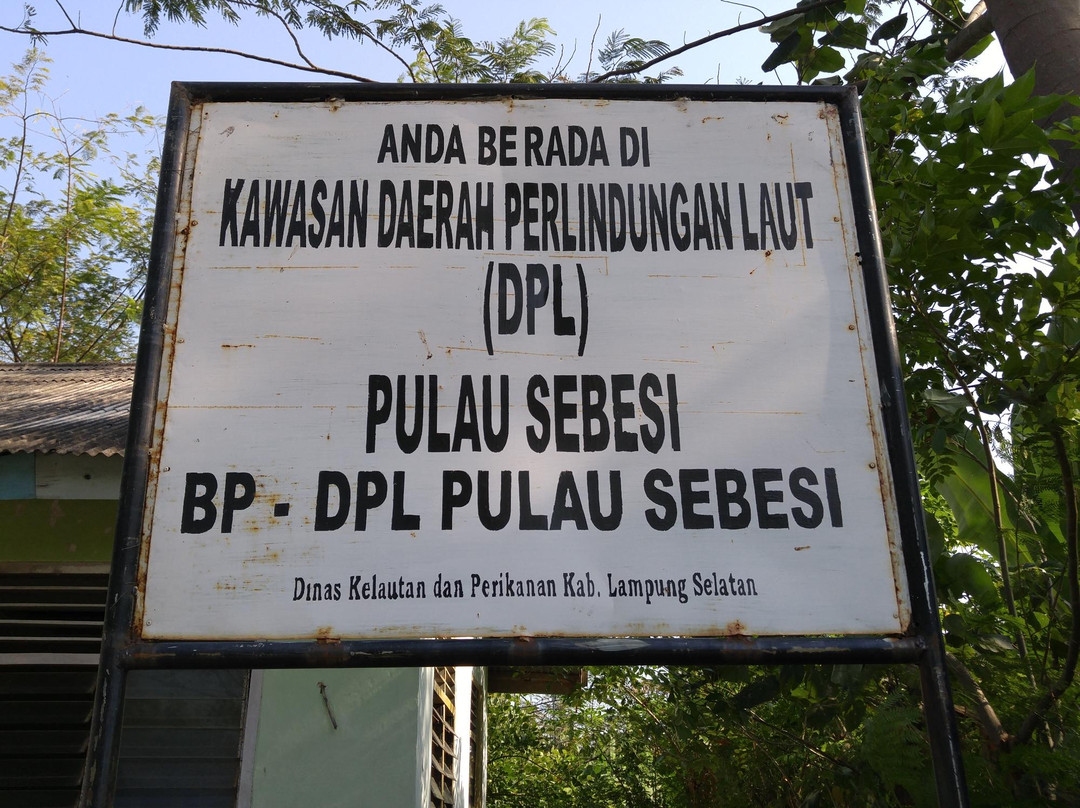 ANDA BERADA DI
KAWASAN DAERAH PERLINDUNGAN LAUT
(DPL)
PULAU SEBESI
BP - DPL PULAU SEBESI
Dinas Kelautan dan Perikanan Kab. Lampung Selatan